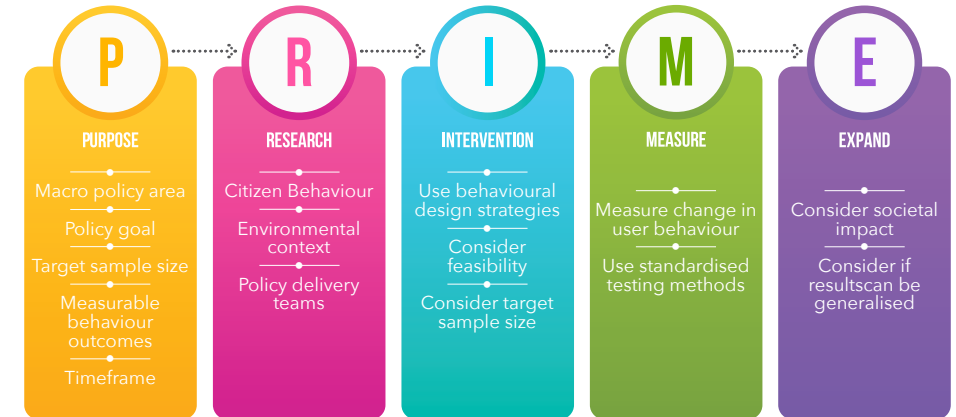 P
PURPOSE
Macro policy area
Policy goal
Target sample size
Measurable
behaviour
outcomes
Timeframe
R
RESEARCH
Citizen Behaviour
Environmental
context
Policy delivery
teams
I
INTERVENTION
Use behavioural
design strategies
Consider
feasibility
Consider target
sample size
M
MEASURE
Measure change in
user behaviour
Use standardised
testing methods
E
EXPAND
Consider societal
impact
Consider if
resultscan be
generalised